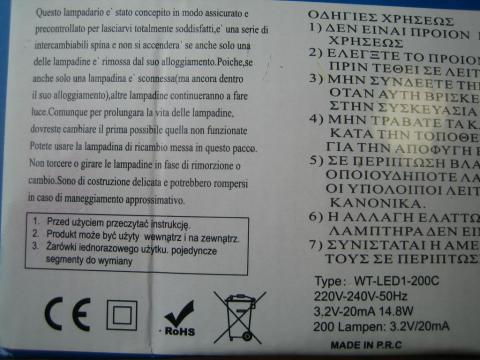 Questo lampadario e` stato concepito in modo assicurato e
precontrollato per lasciarvi totalmente soddisfatti,e` una serie di
intercambiabili spina e non si accendera` se anche solo una
delle lampadine e` rimossa dal suo alloggiamento.Poiche,se
anche solo una lampadina e` sconnessa(ma ancora dentro
il suo alloggiamento),altre lampadine continueranno a fare
luce.Comunque per prolungara la vita delle lampadine,
dovreste cambiare il prima possibile quella non funzionate
Potete usare la lampadina di ricambio messa in questo pacco.
Non torcere o girare le lampadine in fase di rimorizione o
cambio.Sono di costruzione delicata e potrebbero rompersi
in caso di maneggiamento approssimativo.
1. Przed użyciem przeczytać instrukcję.
2. Produkt może być użyty wewnątrz i na zewnątrz.
3. Żarówki iednorazowego użytku. pojedyncze
segmenty do wymiany
CE
RoHS
ΟΔΗΓΙΕΣ ΧΡΗΣΕΩΣ
1) ΔΕΝ ΕΙΝΑΙ ΠΡΟΙΟΝ
ΧΡΗΣΕΩΣ
2) ΕΛΕΓΞΤΕ ΤΟ ΠΡΟΙΟ
ΠΡΙΝ ΤΕΘΕΙ ΣΕ ΛΕΙΤ
3) ΜΗΝ ΣΥΝΔΕΕΤΕ ΤΗ
ΟΤΑΝ ΑΥΤΗ ΒΡΙΣΚΕ
ΣΤΗΝ ΣΥΣΚΕΥΑΣΙΑ
4) ΜΗΝ ΤΡΑΒΑΤΕ ΤΑ Κ
ΚΑΤΑ ΤΗΝ ΤΟΠΟΘΕ
ΓΙΑ ΤΗΝ ΑΠΟΦΥΓΗ
5) ΣΕ ΠΕΡΙΠΤΩΣΗ ΒΛΑ
ΟΠΟΙΟΥΔΗΠΟΤΕ ΛΑ
ΟΙ ΥΠΟΛΟΙΠΟΙ ΛΕΙΤ
ΚΑΝΟΝΙΚΑ.
6) Η ΑΛΛΑΓΗ ΕΛΑΤΤΩ
ΛΑΜΠΤΗΡΑ ΔΕΝ ΕΙΝ
7) ΣΥΝΙΣΤΑΤΑΙ Η ΑΜΕ
ΤΟΥΣ ΣΕ ΠΕΡΙΠΤΩΣ
Type: WT-LED1-200C
220V-240V-50Hz
3.2V-20mA 14.8W
200 Lampen: 3.2V/20mA
MADE IN P.R.C